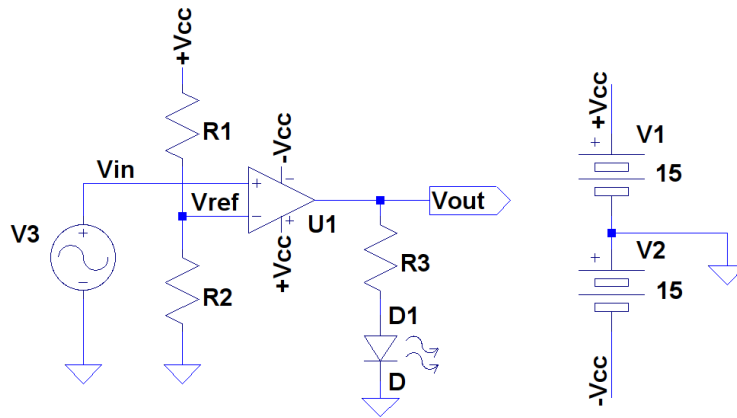 +Vcc
R1
Vin
Vref
-Vcc
+
−
−
+
U1
+Vcc
Vout
V3
+
−
R2
R3
D1
D
+Vcc
+
V1
15
+
V2
15
-Vcc